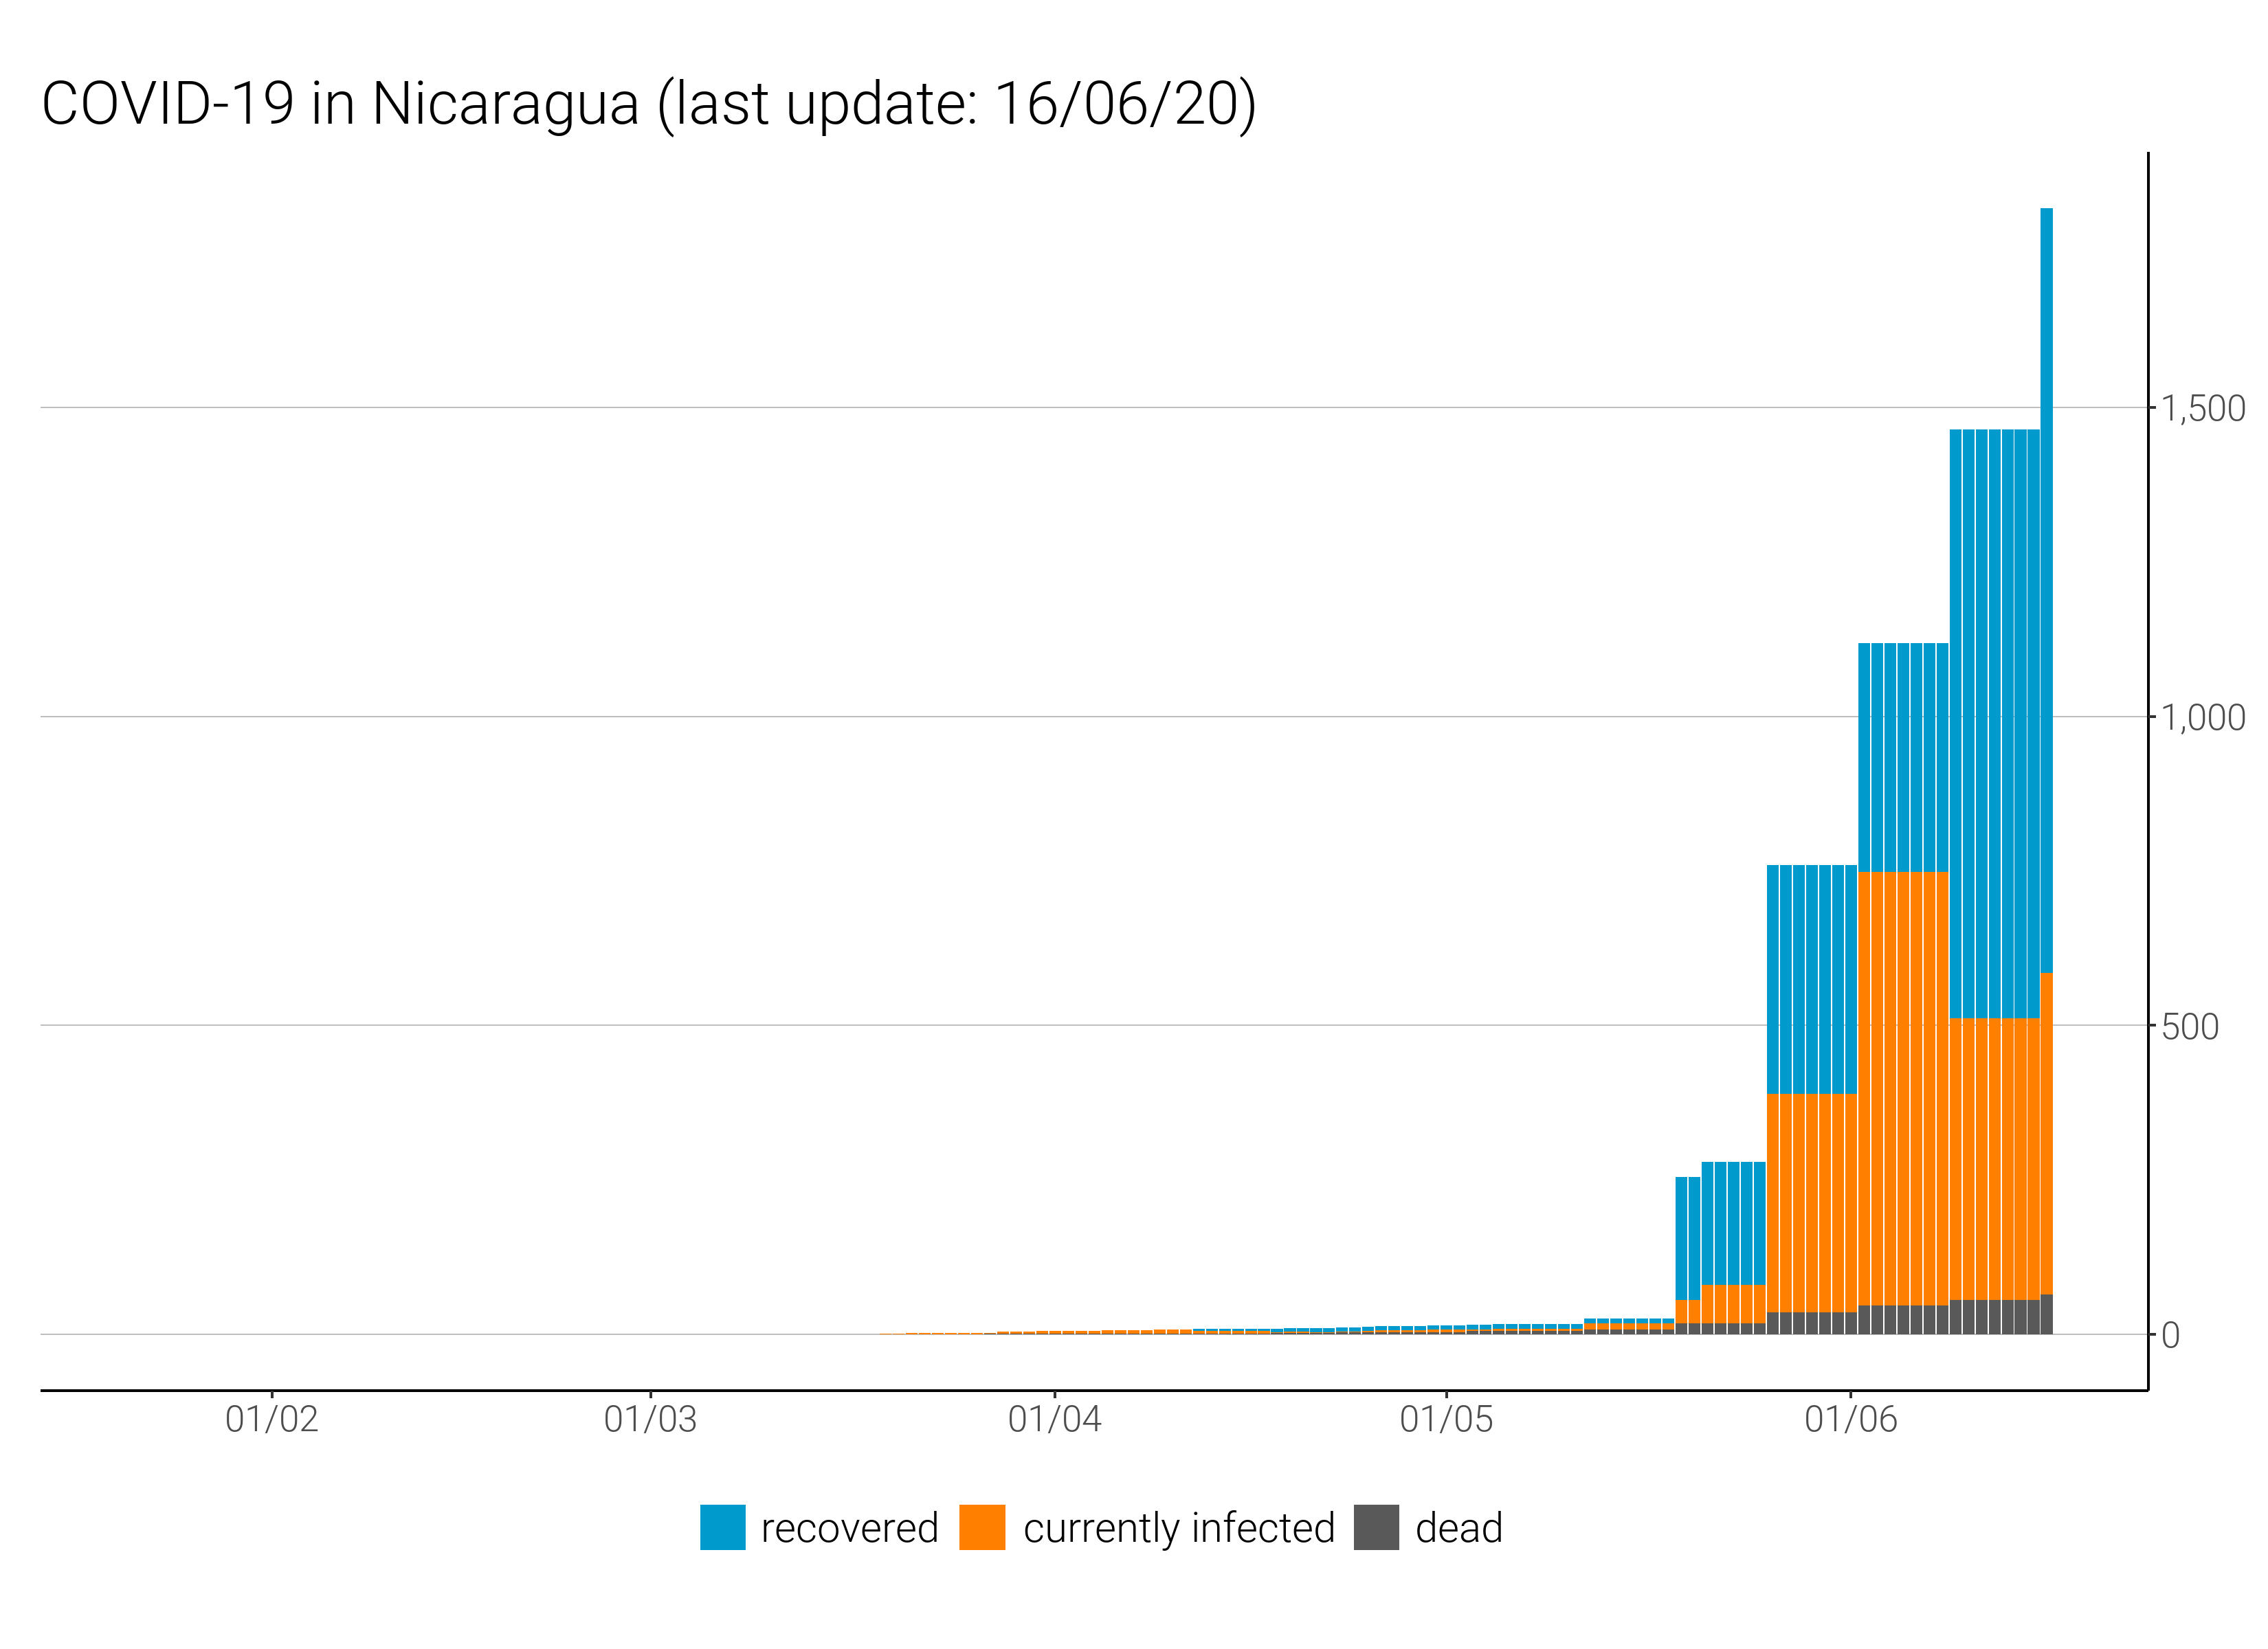 COVID-19 in Nicaragua (last update: 16/06/20)
1,500
1,000
500
0
01/02 01/03 01/04 01/05 01/06
recovered currently infected dead